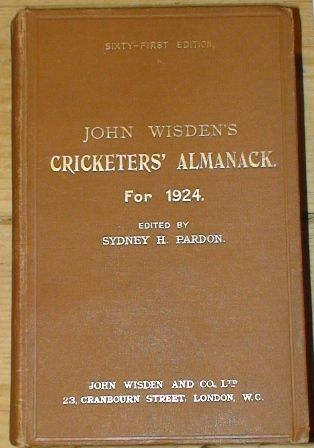 SIXTY-FIRST EDITION.
JOHN WISDEN'S
CRICKETERS' ALMANACK.
For 1924.
EDITED BY
SYDNEY H. PARDON.
JOHN WISDEN AND CO. LTD
23, CRANBOURN STREET, LONDON, W.C.